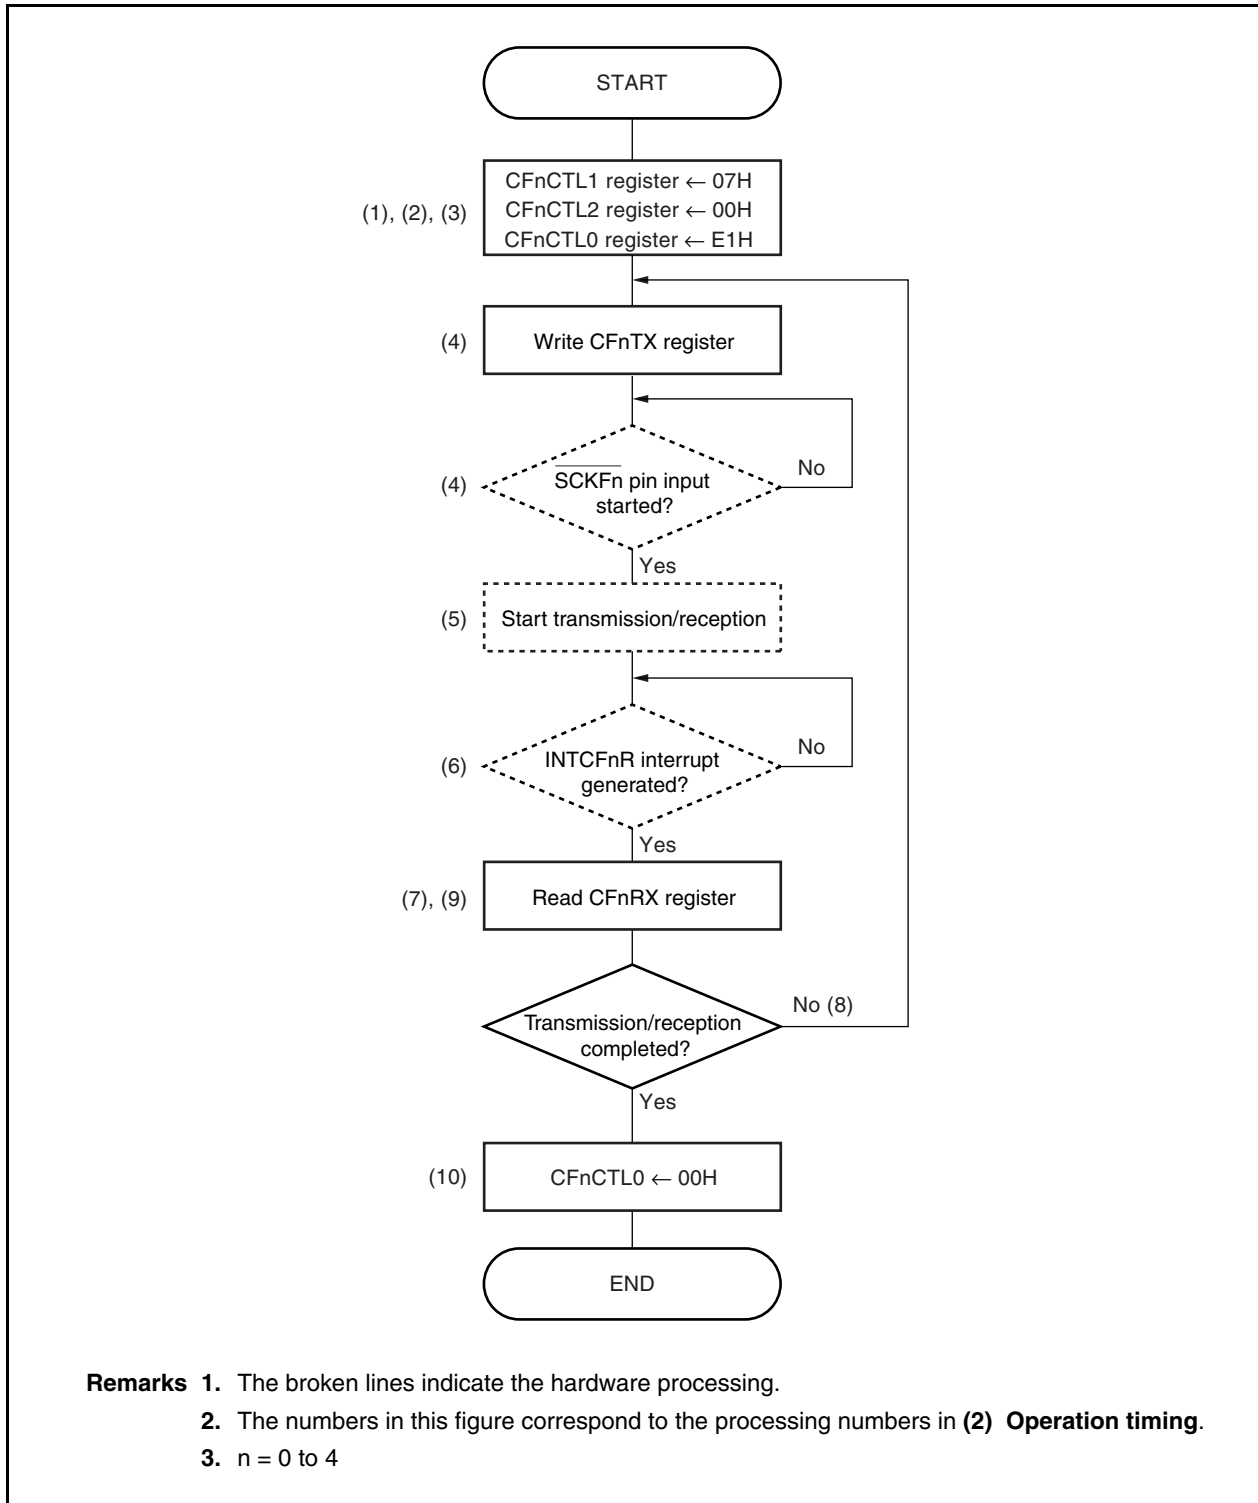 START
(1), (2), (3)
CFnCTL1 register ← 07H
CFnCTL2 register ← 00H
CFnCTL0 register ← E1H
(4)
Write CFnTX register
(4)
SCKFn pin input
started?
No
Yes
(5)
Start transmission/reception
(6)
INTCFnR interrupt
generated?
No
Yes
(7), (9)
Read CFnRX register
Transmission/reception
completed?
No (8)
Yes
(10)
CFnCTL0 ← 00H
END
Remarks 1. The broken lines indicate the hardware processing.
2. The numbers in this figure correspond to the processing numbers in (2) Operation timing.
3. n = 0 to 4